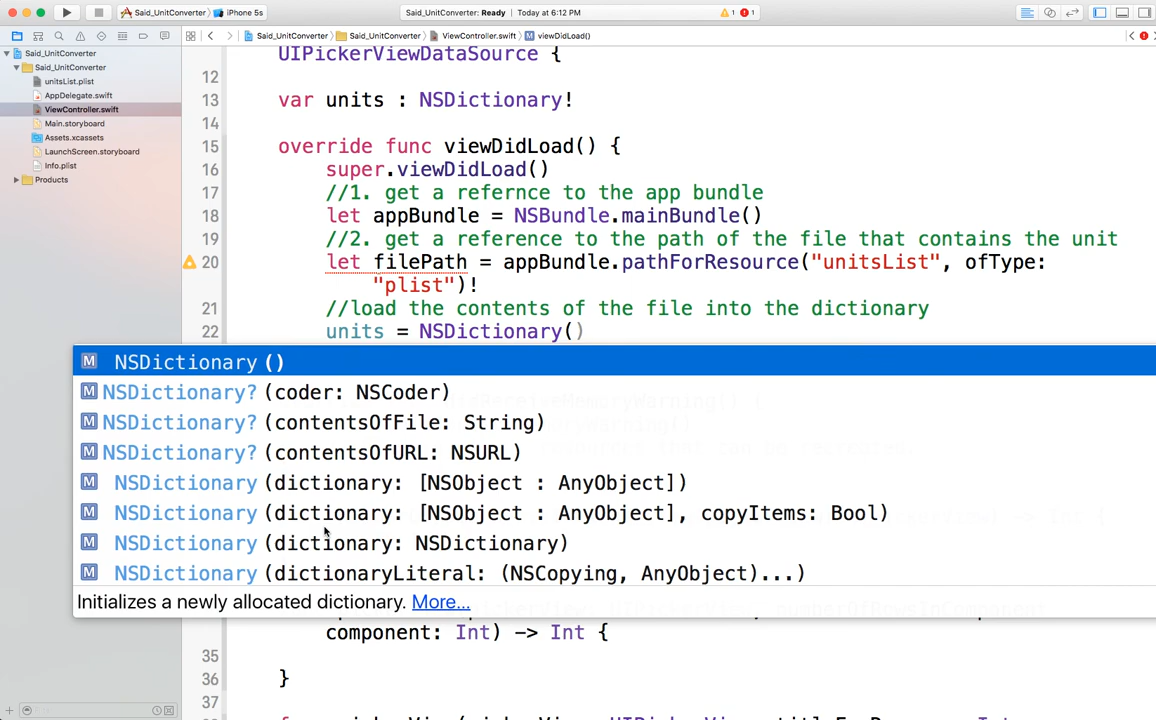 Said_UnitConverter
iPhone 5s
Said_UnitConverter: Ready | Today at 6:12 PM
1
1
Said_UnitConverter
Said_UnitConverter
unitsList.plist
AppDelegate.swift
ViewController.swift
Main.storyboard
Assets.xcassets
LaunchScreen.storyboard
Info.plist
Products
Said_UnitConverter
Said_UnitConverter
ViewController.swift
M viewDidLoad()
UIPickerViewDataSource {
12
13 var units : NSDictionary!
14
15 override func viewDidLoad() {
16 super.viewDidLoad()
17 //1. get a refernce to the app bundle
18 let appBundle = NSBundle.mainBundle()
19 //2. get a reference to the path of the file that contains the unit
20 let filePath = appBundle.pathForResource("unitsList", ofType:
"plist")!
21 //load the contents of the file into the dictionary
22 units = NSDictionary()
M NSDictionary ()
M NSDictionary? (coder: NSCoder)
M NSDictionary? (contentsOfFile: String)
M NSDictionary? (contentsOfURL: NSURL)
M NSDictionary (dictionary: [NSObject : AnyObject])
M NSDictionary (dictionary: [NSObject : AnyObject], copyItems: Bool)
M NSDictionary (dictionary: NSDictionary)
M NSDictionary (dictionaryLiteral: (NSCopying, AnyObject)...)
Initializes a newly allocated dictionary. More...
component: Int) -> Int {
35
36 }
37